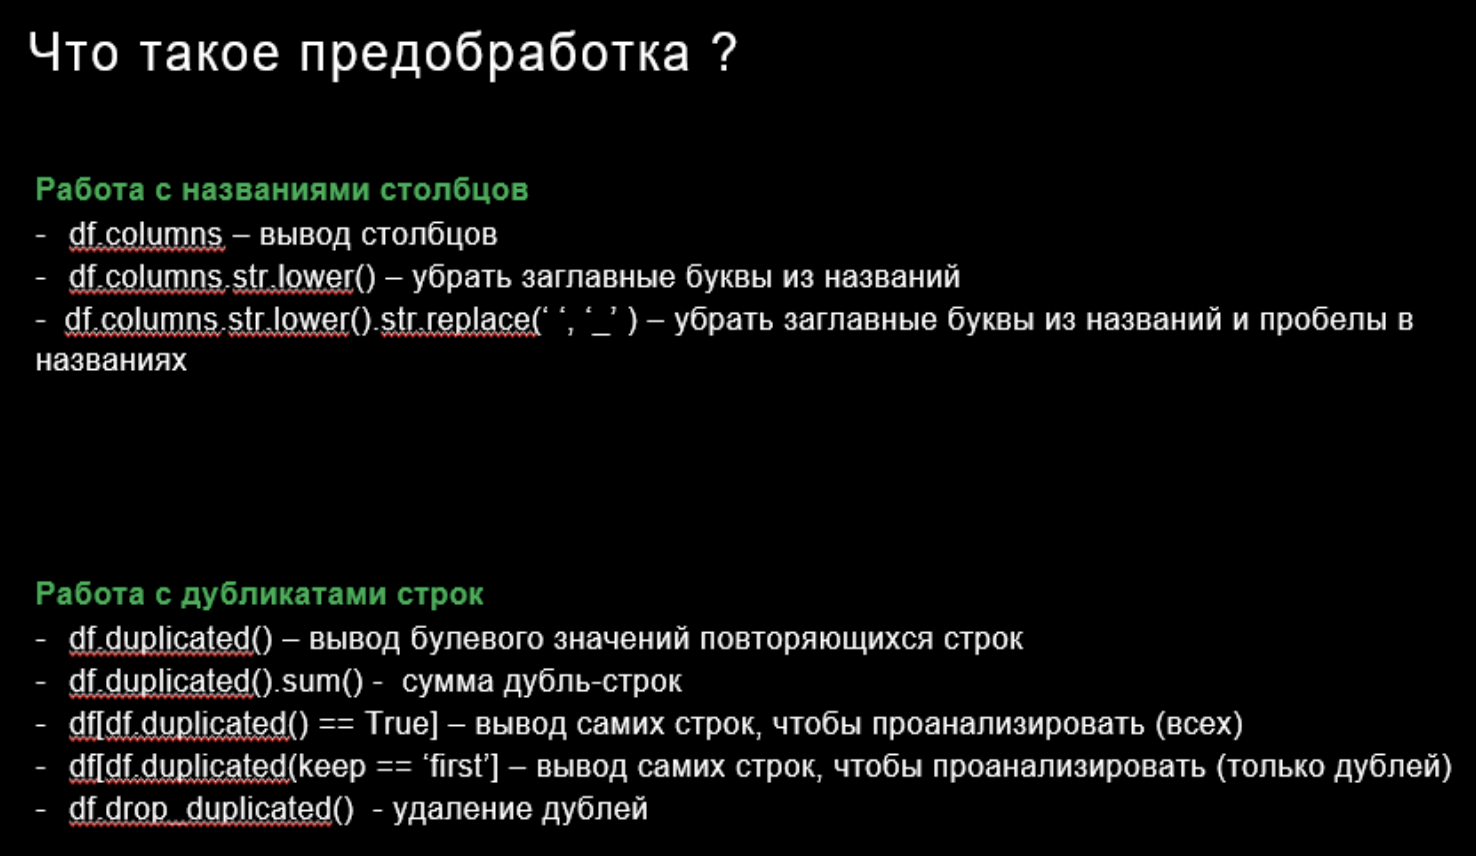 Что такое предобработка ?
Работа с названиями столбцов
- df.columns – вывод столбцов
- df.columns.str.lower() – убрать заглавные буквы из названий
- df.columns.str.lower().str.replace(‘ ‘, ‘_’ ) – убрать заглавные буквы из названий и пробелы в
названиях
Работа с дубликатами строк
- df.duplicated() – вывод булевого значений повторяющихся строк
- df.duplicated().sum() - сумма дубль-строк
- df[df.duplicated() == True] – вывод самих строк, чтобы проанализировать (всех)
- df[df.duplicated(keep == ‘first’] – вывод самих строк, чтобы проанализировать (только дублей)
- df.drop_duplicated() - удаление дублей